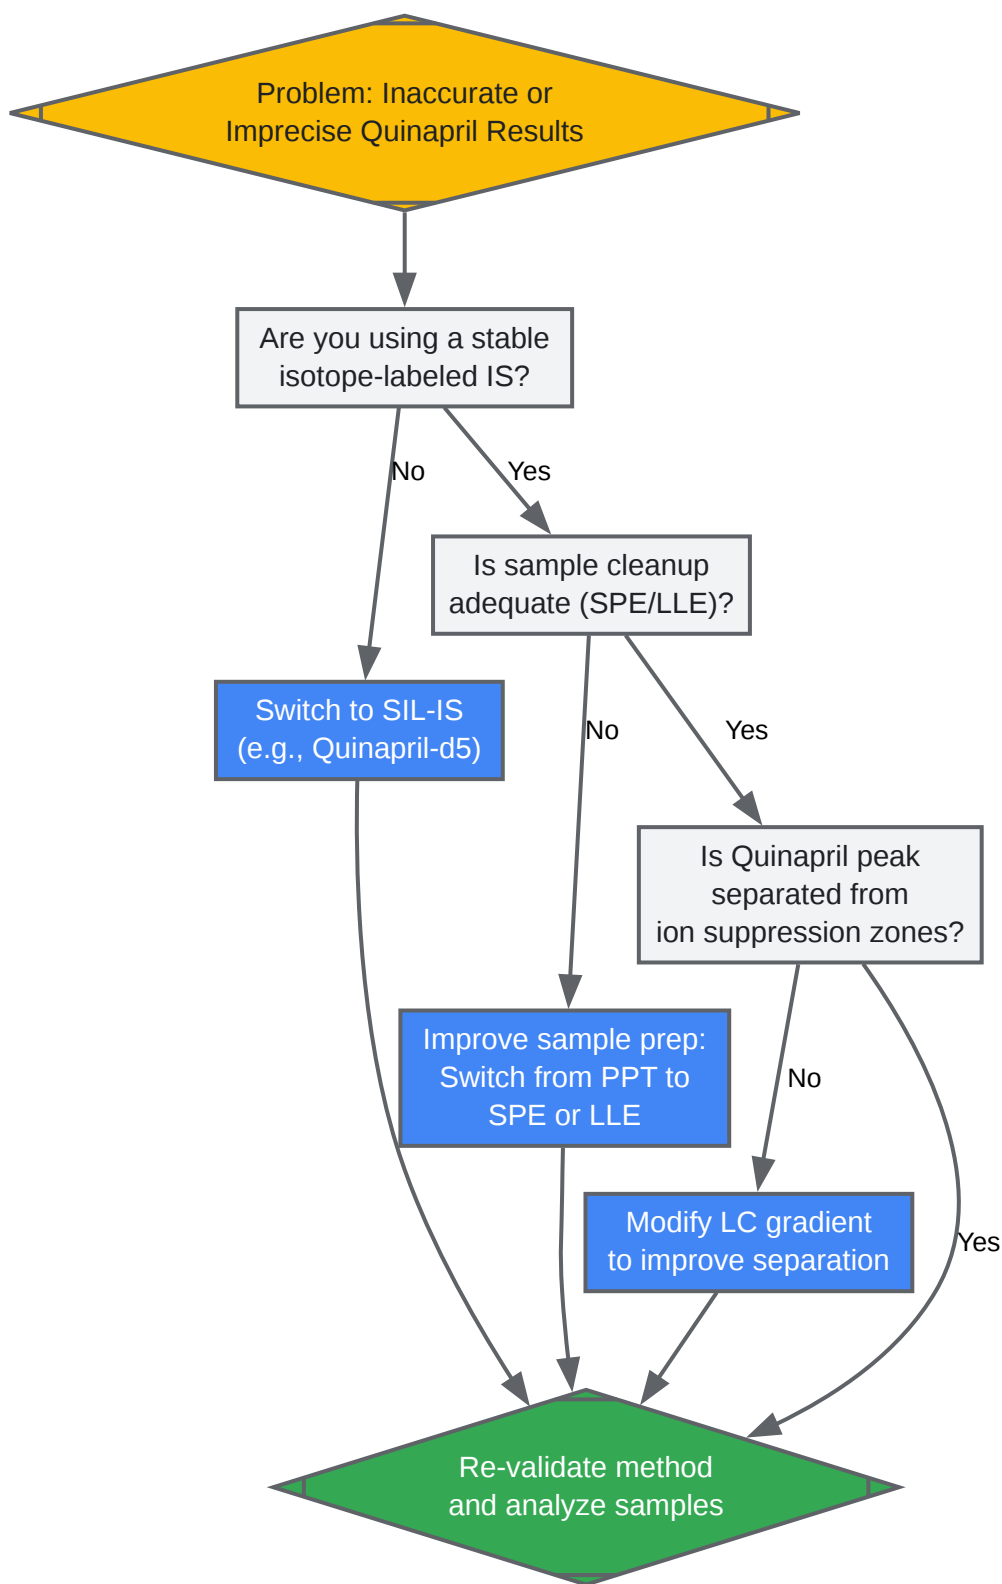 Problem: Inaccurate or
Imprecise Quinapril Results
Are you using a stable
isotope-labeled IS?
No
Yes
Is sample cleanup
adequate (SPE/LLE)?
Switch to SIL-IS
(e.g., Quinapril-d5)
No
Yes
Is Quinapril peak
separated from
ion suppression zones?
Improve sample prep:
Switch from PPT to
SPE or LLE
No
Modify LC gradient
to improve separation
Yes
Re-validate method
and analyze samples